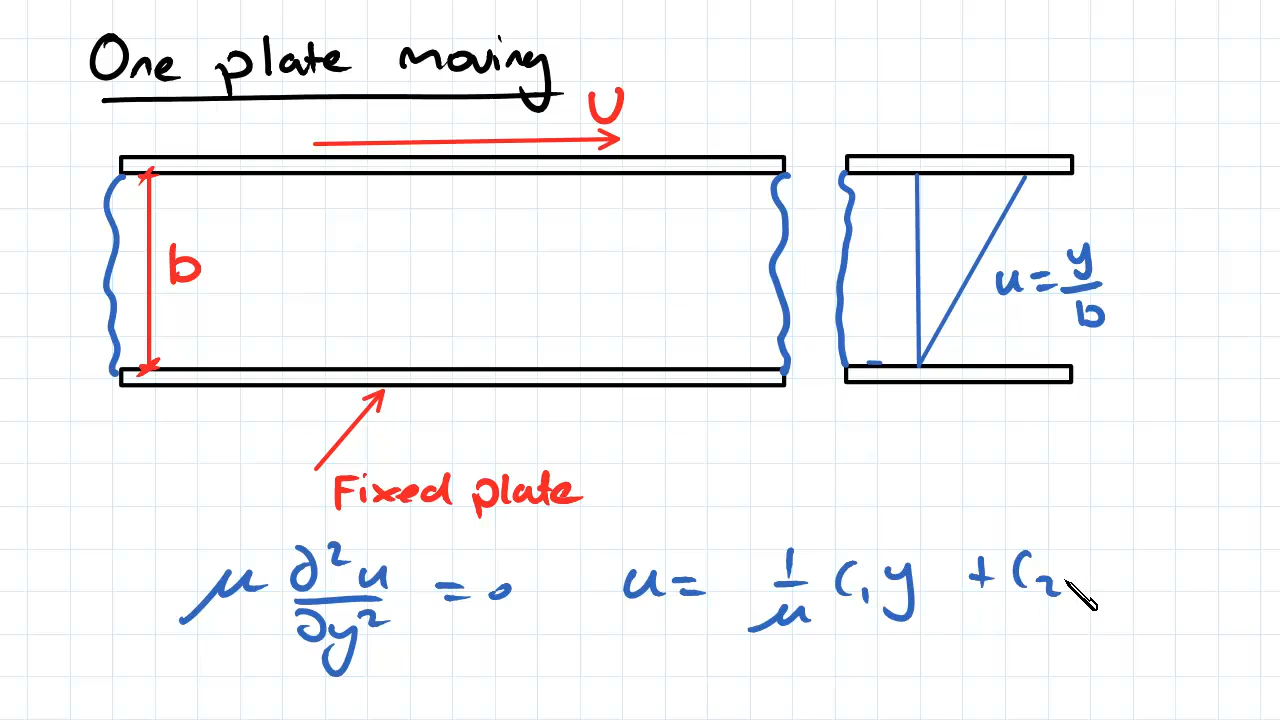 One plate moving
U
b
u = y/b
Fixed plate
μ ∂²u/∂y² = 0
u = 1/μ C₁y + C₂